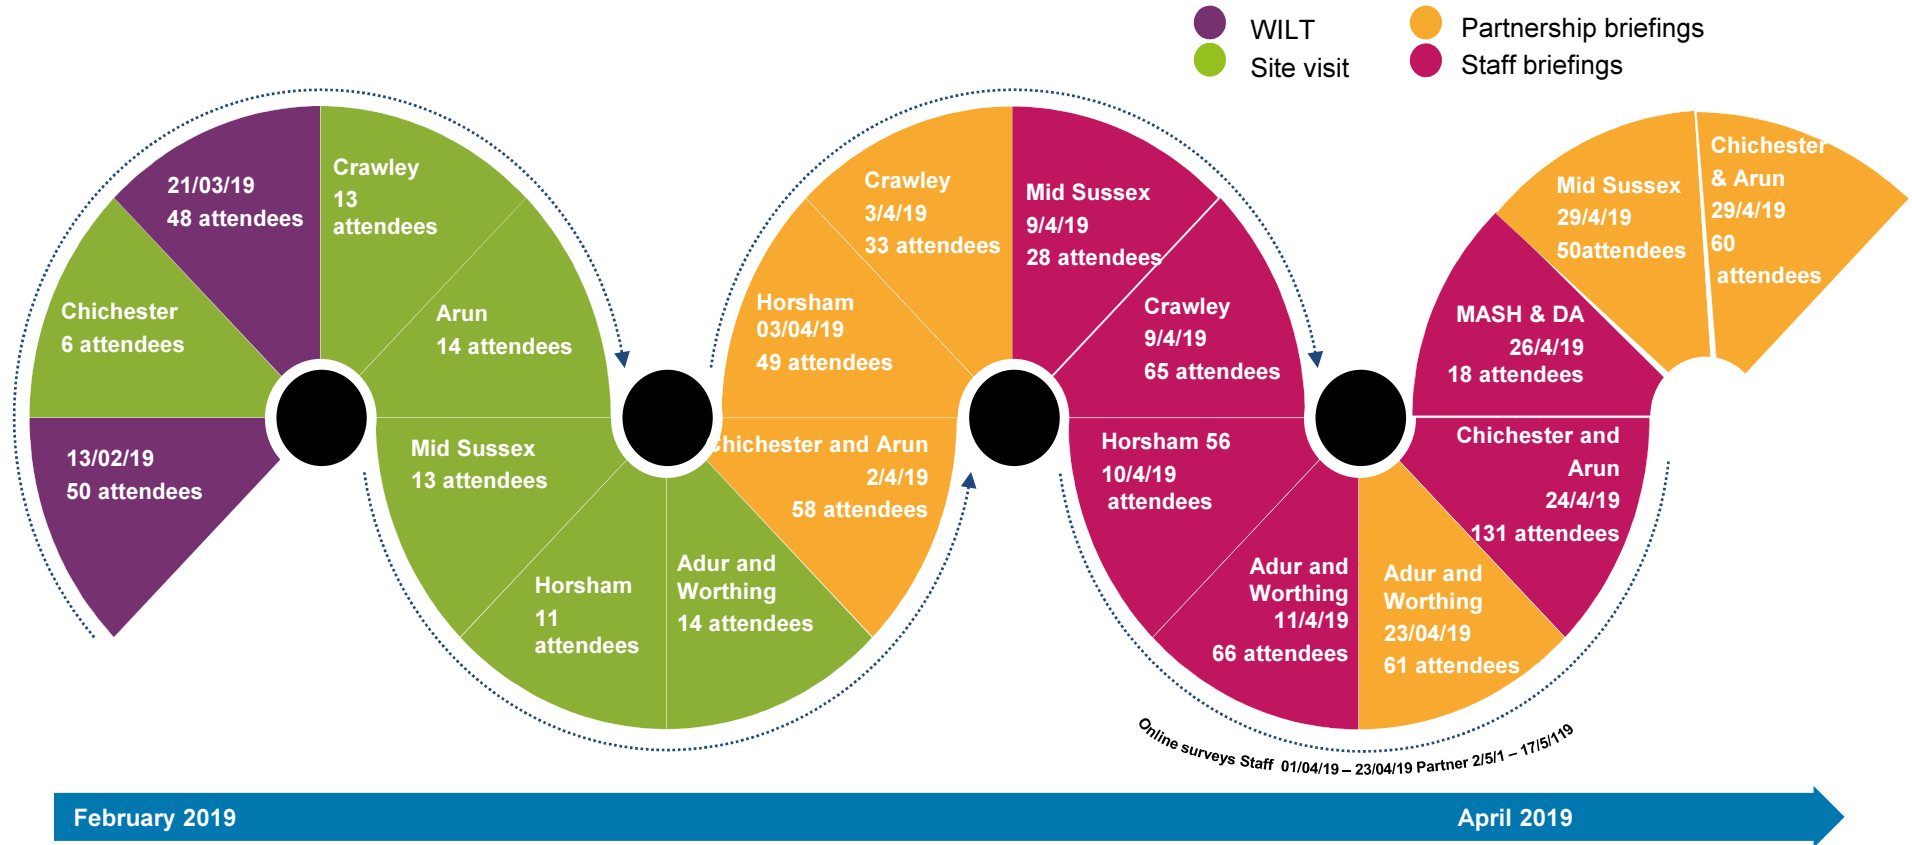 WILT
Site visit
Partnership briefings
Staff briefings
13/02/19
50 attendees
Chichester
6 attendees
21/03/19
48 attendees
Crawley
13
attendees
Arun
14 attendees
Mid Sussex
13 attendees
Horsham
11
attendees
Adur and
Worthing
14 attendees
Chichester and Arun
2/4/19
58 attendees
Horsham
03/04/19
49 attendees
Crawley
3/4/19
33 attendees
Mid Sussex
9/4/19
28 attendees
Crawley
9/4/19
65 attendees
Horsham 56
10/4/19
attendees
Adur and
Worthing
11/4/19
66 attendees
Adur and
Worthing
23/04/19
61 attendees
Chichester and
Arun
24/4/19
131 attendees
MASH & DA
26/4/19
18 attendees
Mid Sussex
29/4/19
50attendees
Chichester
& Arun
29/4/19
60
attendees
Online surveys Staff 01/04/19 – 23/04/19 Partner 2/5/1 – 17/5/119
February 2019
April 2019